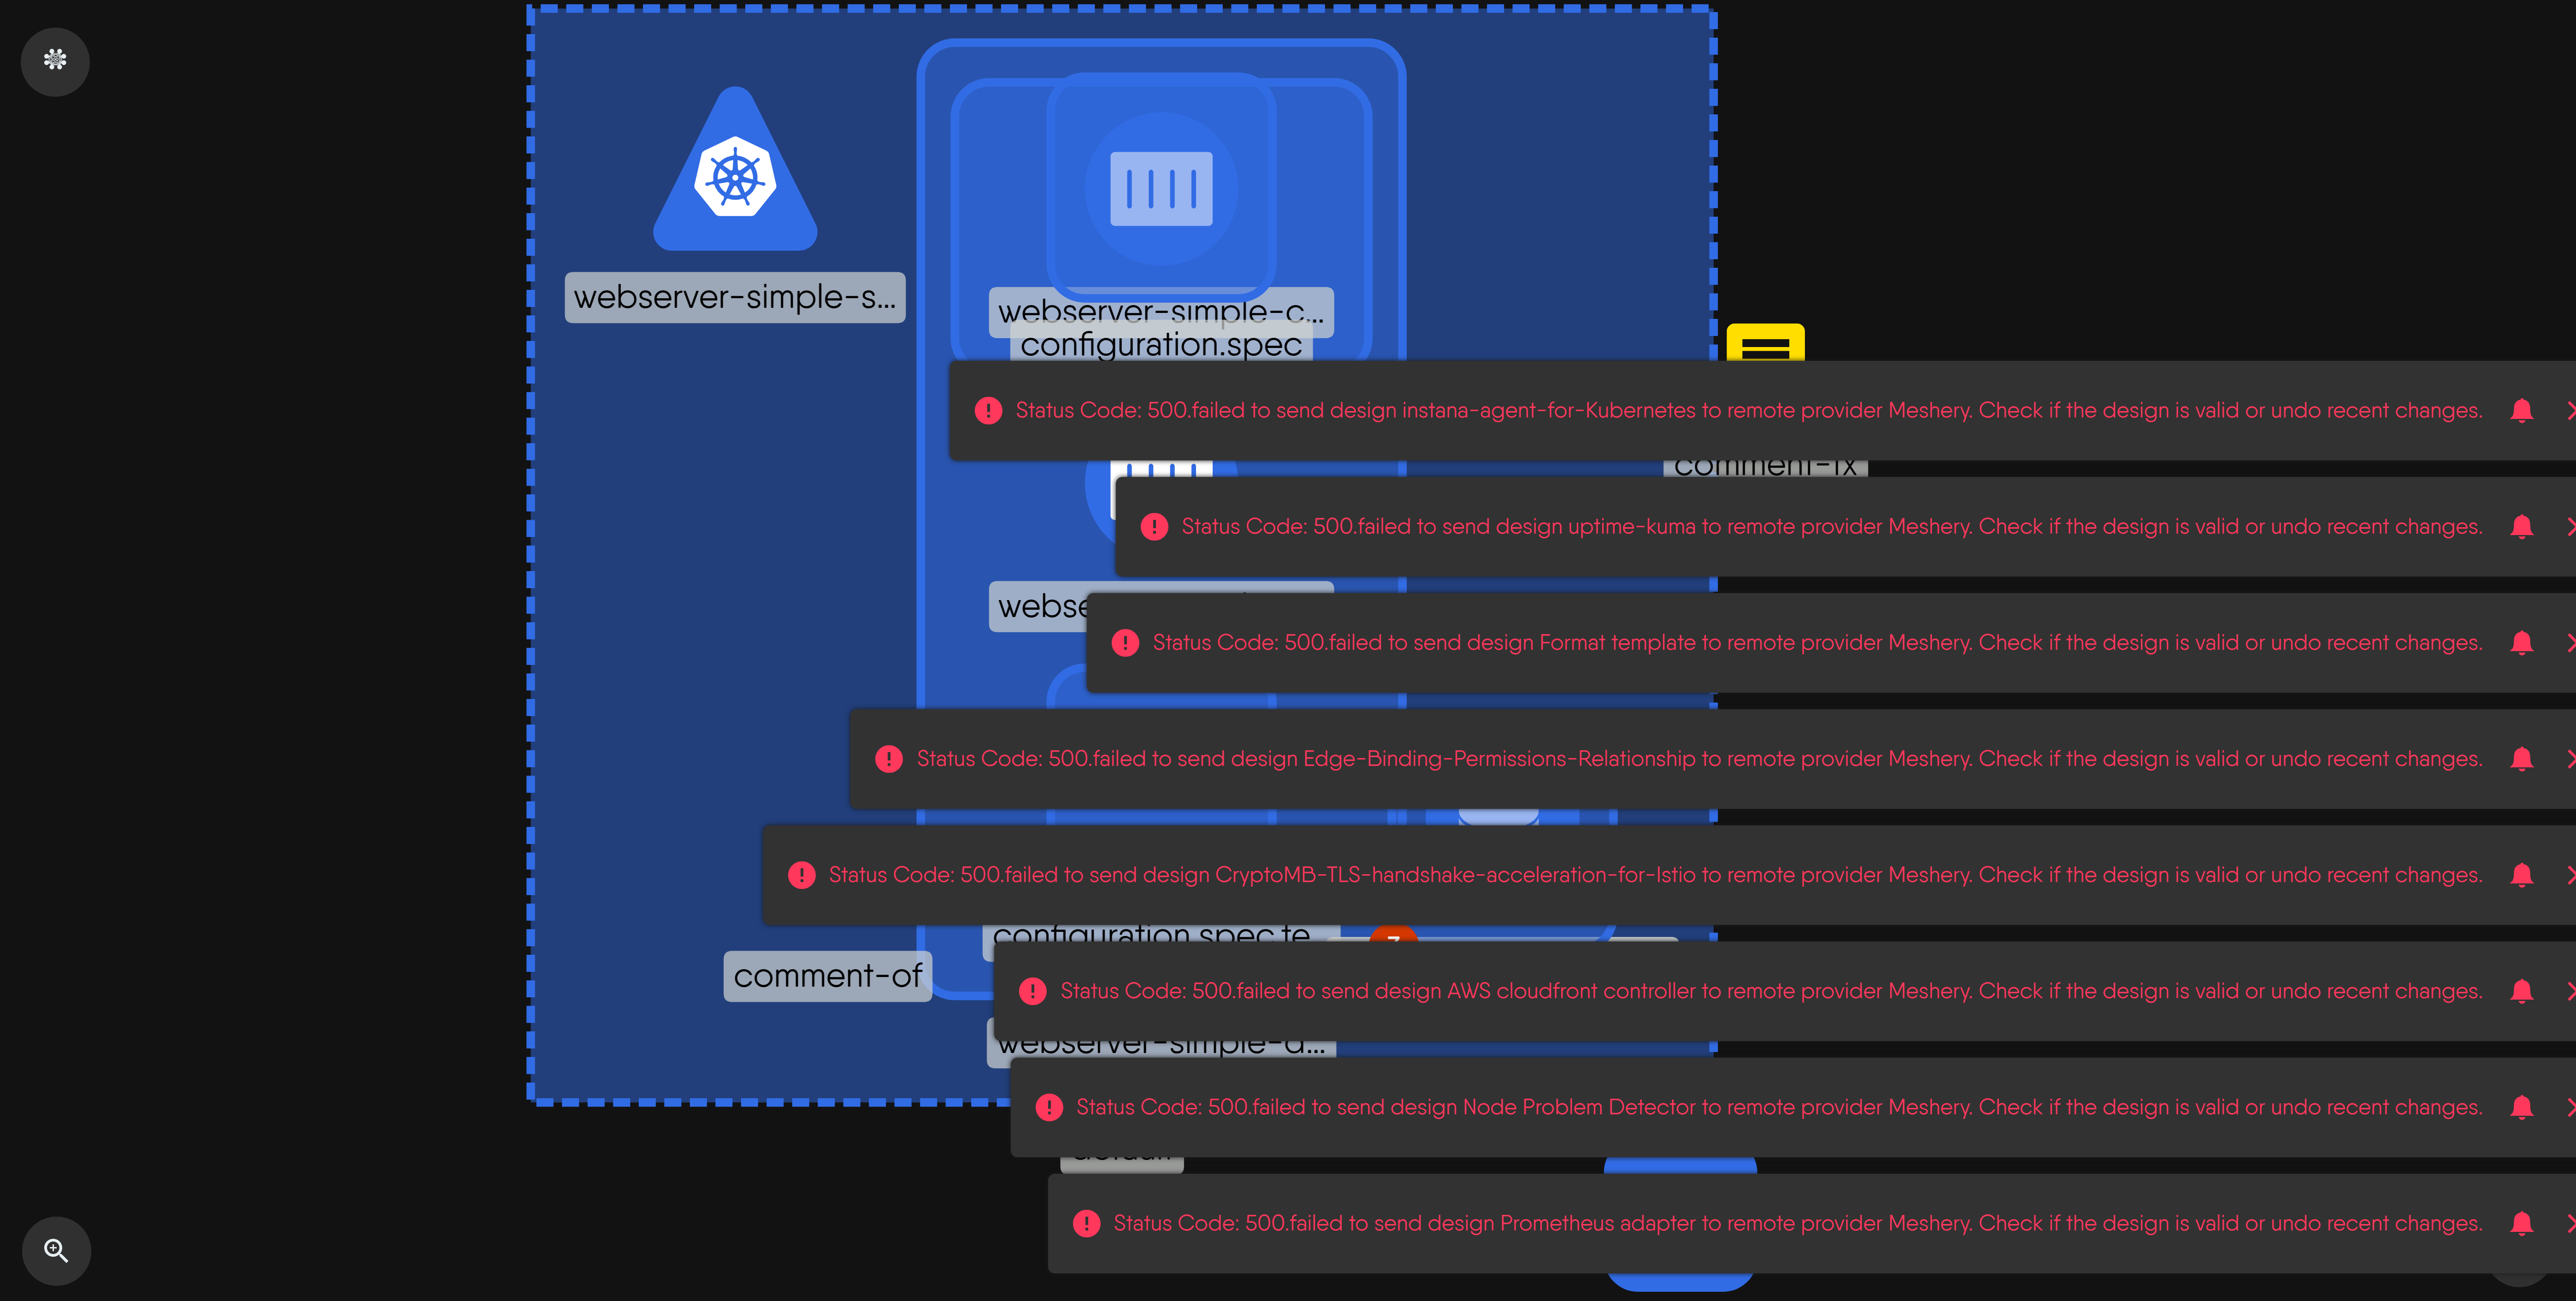 webserver-simple-s...
webserver-simple-c...
configuration.spec
Status Code: 500.failed to send design instana-agent-for-Kubernetes to remote provider Meshery. Check if the design is valid or undo recent changes.
comment-fx
Status Code: 500.failed to send design uptime-kuma to remote provider Meshery. Check if the design is valid or undo recent changes.
Status Code: 500.failed to send design Format template to remote provider Meshery. Check if the design is valid or undo recent changes.
Status Code: 500.failed to send design Edge-Binding-Permissions-Relationship to remote provider Meshery. Check if the design is valid or undo recent changes.
Status Code: 500.failed to send design CryptoMB-TLS-handshake-acceleration-for-Istio to remote provider Meshery. Check if the design is valid or undo recent changes.
configuration.spec.te
comment-of
Status Code: 500.failed to send design AWS cloudfront controller to remote provider Meshery. Check if the design is valid or undo recent changes.
webserver-simple-d...
Status Code: 500.failed to send design Node Problem Detector to remote provider Meshery. Check if the design is valid or undo recent changes.
Status Code: 500.failed to send design Prometheus adapter to remote provider Meshery. Check if the design is valid or undo recent changes.